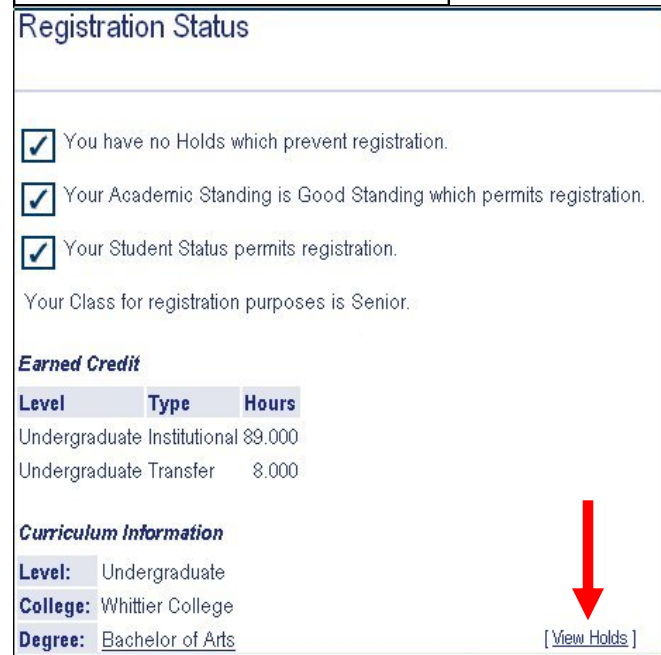 Registration Status
You have no Holds which prevent registration.
Your Academic Standing is Good Standing which permits registration.
Your Student Status permits registration.
Your Class for registration purposes is Senior.
Earned Credit
Level Type Hours
Undergraduate Institutional 89.000
Undergraduate Transfer 8.000
Curriculum Information
Level: Undergraduate
College: Whittier College
Degree: Bachelor of Arts [ View Holds ]